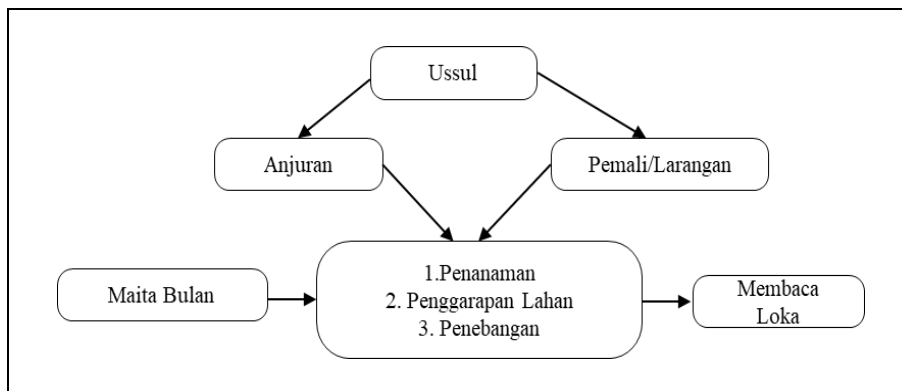 Ussul
Anjuran
Pemali/Larangan
Maita Bulan
1.Penanaman
2. Penggarapan Lahan
3. Penebangan
Membaca
Loka